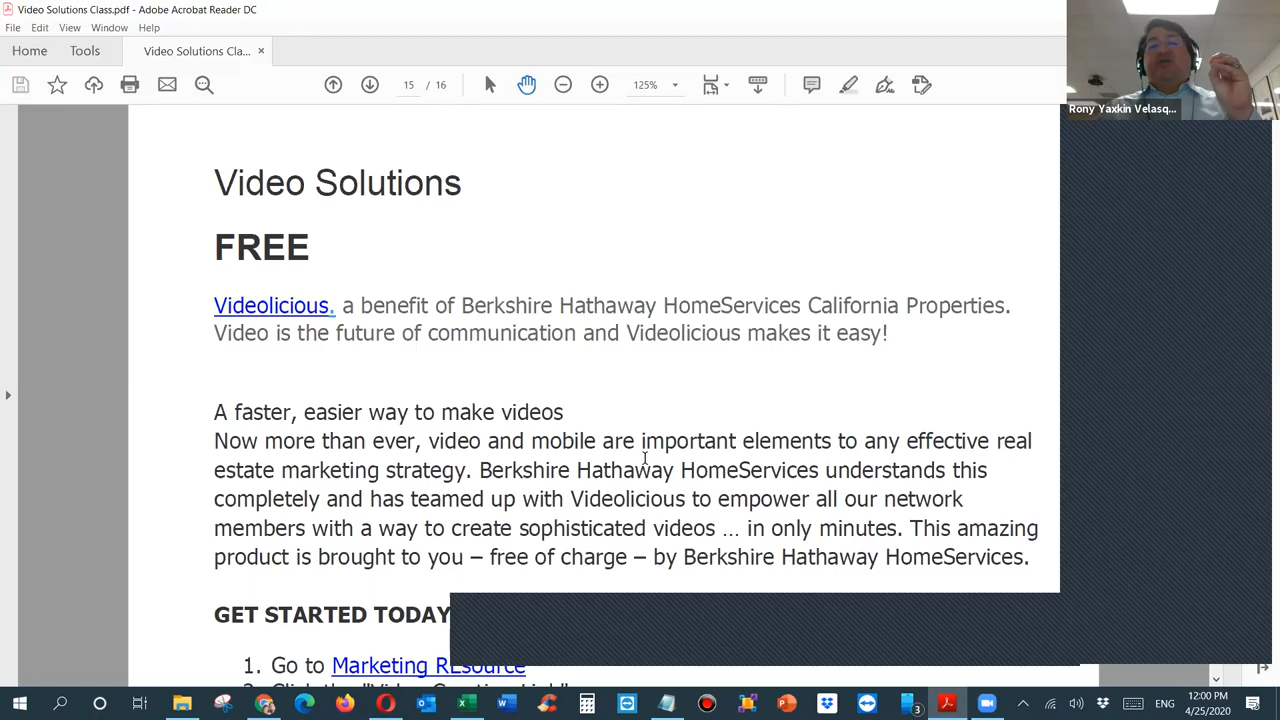 Video Solutions Class.pdf - Adobe Acrobat Reader DC
File Edit View Window Help
Home Tools Video Solutions Cla... ×
15 / 16 125%
Rony Yaxkin Velasq...
Video Solutions
FREE
Videolicious. a benefit of Berkshire Hathaway HomeServices California Properties.
Video is the future of communication and Videolicious makes it easy!
A faster, easier way to make videos
Now more than ever, video and mobile are important elements to any effective real
estate marketing strategy. Berkshire Hathaway HomeServices understands this
completely and has teamed up with Videolicious to empower all our network
members with a way to create sophisticated videos … in only minutes. This amazing
product is brought to you – free of charge – by Berkshire Hathaway HomeServices.
GET STARTED TODAY
1. Go to Marketing REsource
3
ENG
12:00 PM
4/25/2020